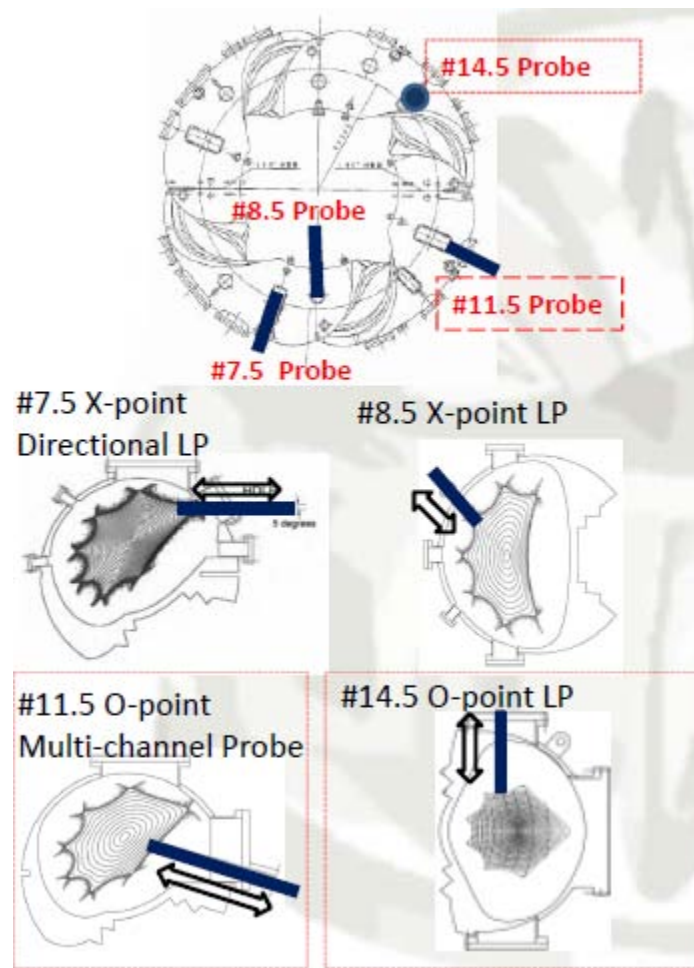 #14.5 Probe
#8.5 Probe
#11.5 Probe
#7.5 Probe
#7.5 X-point
Directional LP
#8.5 X-point LP
5 degrees
#11.5 O-point
Multi-channel Probe
#14.5 O-point LP